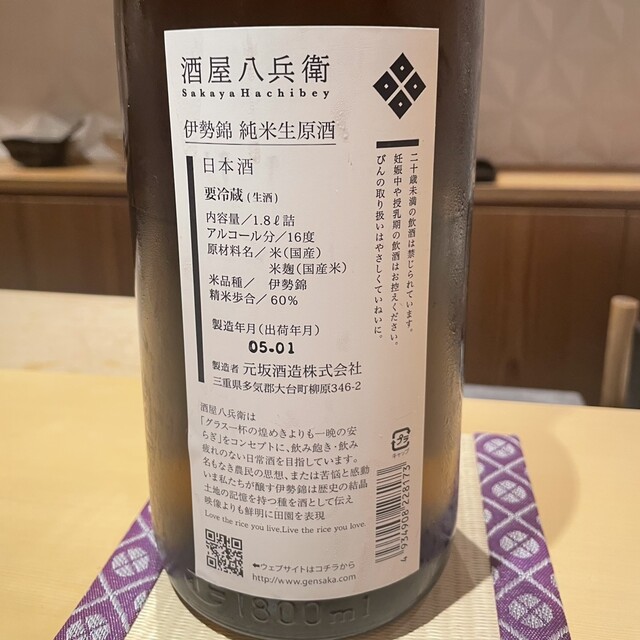 酒屋八兵衛
SakayaHachibey
伊勢錦 純米生原酒
日本酒
要冷蔵(生酒)
内容量/1.8ℓ詰
アルコール分/16度
原材料名/米(国産)
米麹(国産米)
米品種/ 伊勢錦
精米歩合/60%
製造年月(出荷年月)
05-01
製造者 元坂酒造株式会社
三重県多気郡大台町柳原346-2
二十歳未満の飲酒は禁じられています。
妊娠中や授乳期の飲酒はお控えください。
びんの取り扱いはやさしくていねいに。
酒屋八兵衛は
「グラス一杯の煌めきよりも一晩の安
らぎ」をコンセプトに、飲み飽き・飲み
疲れのない日常酒を目指しています。
名もなき農民の思想、または苦悩と感動
いま私たちが醸す伊勢錦は歴史の結晶
土地の記憶を持つ種を酒として伝え
映像よりも鮮明に田園を表現
Love the rice you live.Live the rice you love.
⬅ウェブサイトはコチラから
http://www.gensaka.com
4 934908 228173
1800ml